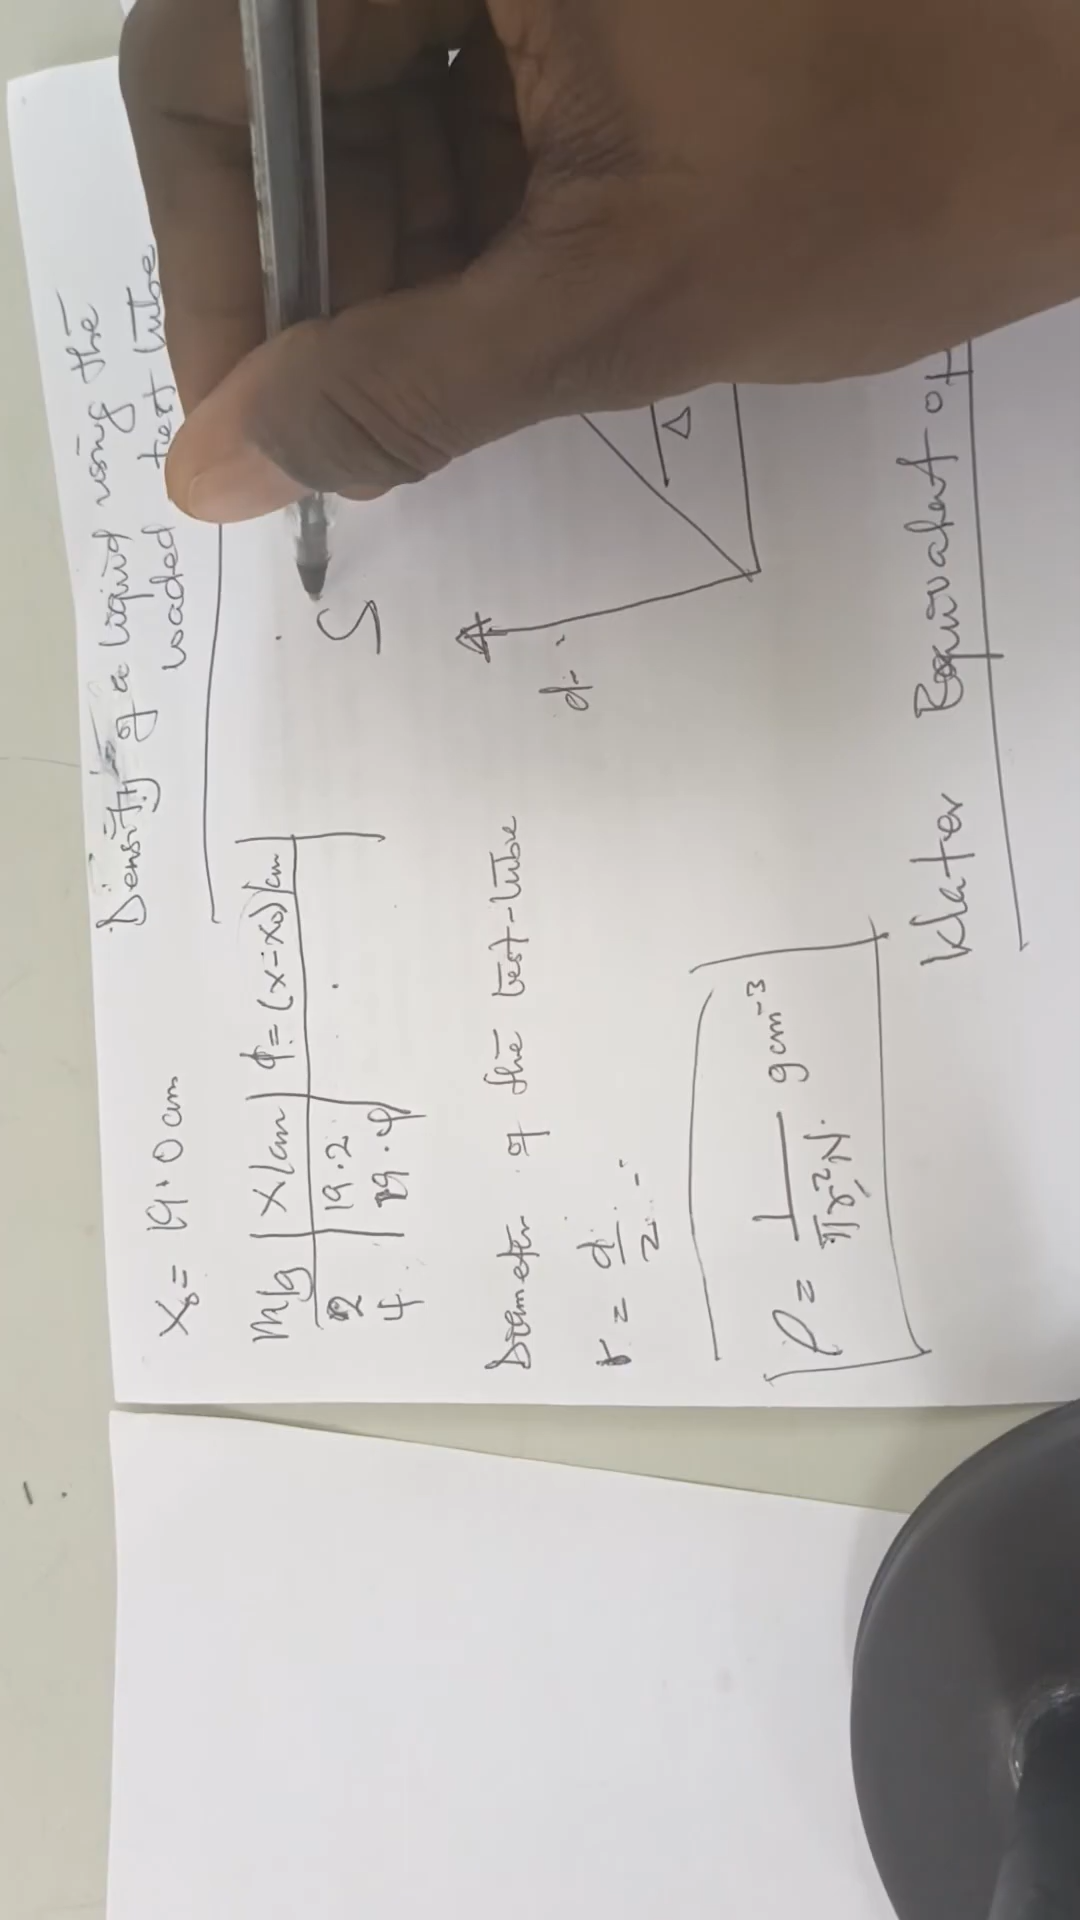 Density of a liquid using the
loaded test tube
X₀ = 19.0 cm
M/g | X/cm | φ = (x-x₀)/cm
2 | 19.2
4 | 19.4
S
Diameter of the test-tube
r = d/2
d
Δ
ρ = 1/πr²N gcm⁻³
Water Equivalent of